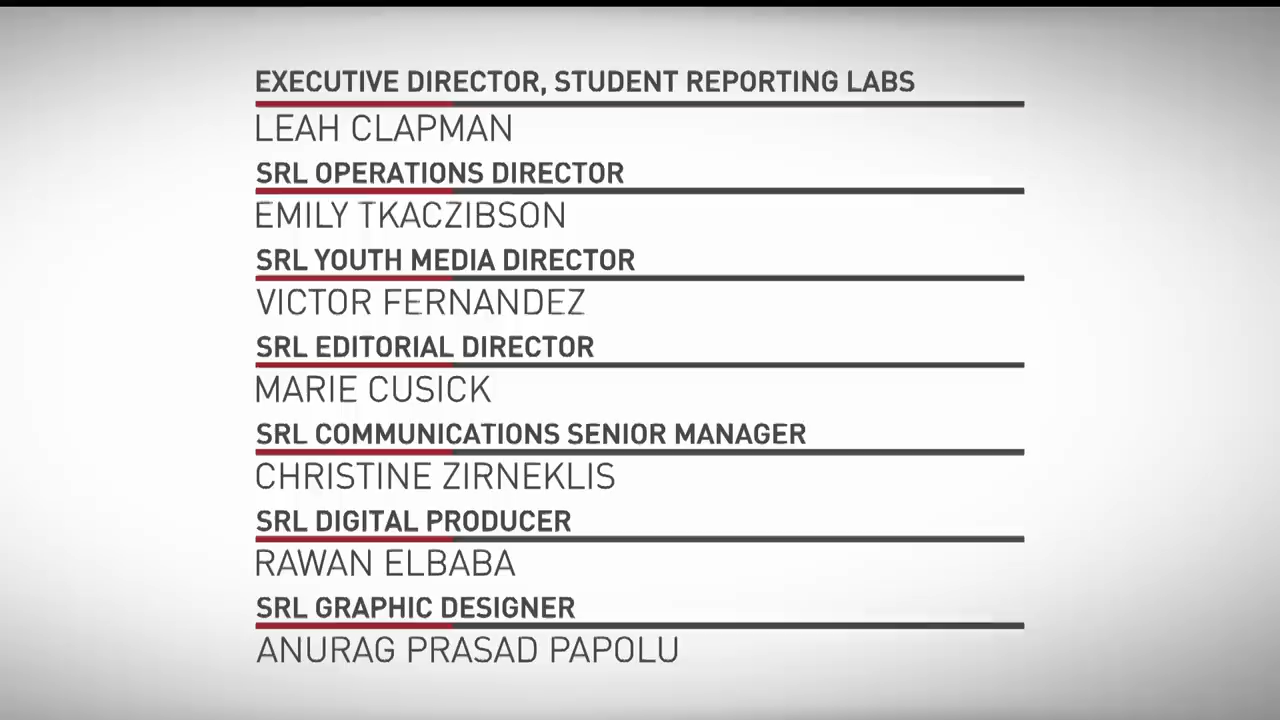 EXECUTIVE DIRECTOR, STUDENT REPORTING LABS
LEAH CLAPMAN
SRL OPERATIONS DIRECTOR
EMILY TKACZIBSON
SRL YOUTH MEDIA DIRECTOR
VICTOR FERNANDEZ
SRL EDITORIAL DIRECTOR
MARIE CUSICK
SRL COMMUNICATIONS SENIOR MANAGER
CHRISTINE ZIRNEKLIS
SRL DIGITAL PRODUCER
RAWAN ELBABA
SRL GRAPHIC DESIGNER
ANURAG PRASAD PAPOLU